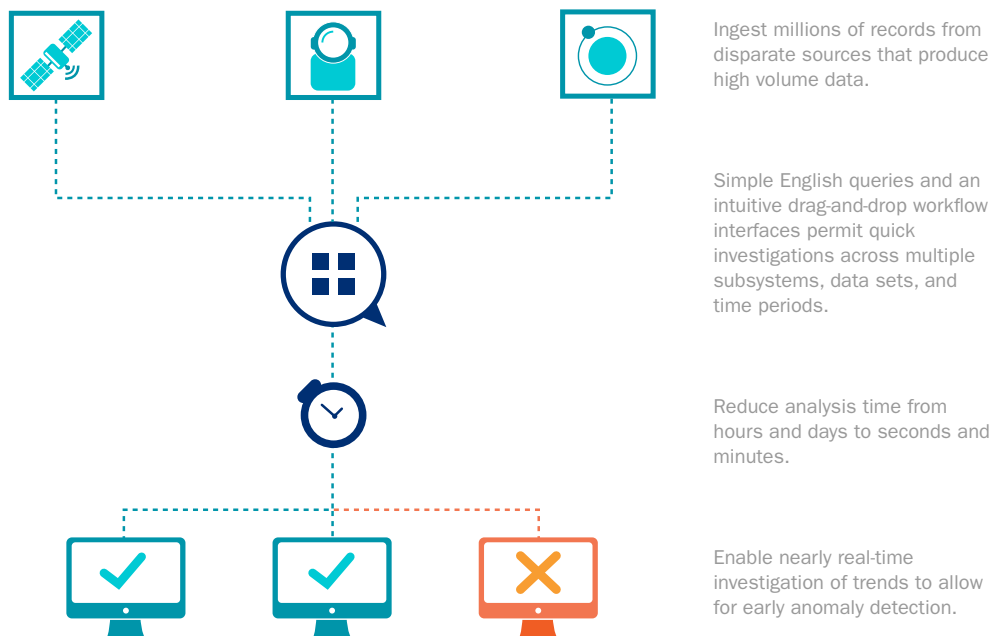 Ingest millions of records from
disparate sources that produce
high volume data.
Simple English queries and an
intuitive drag-and-drop workflow
interfaces permit quick
investigations across multiple
subsystems, data sets, and
time periods.
Reduce analysis time from
hours and days to seconds and
minutes.
Enable nearly real-time
investigation of trends to allow
for early anomaly detection.